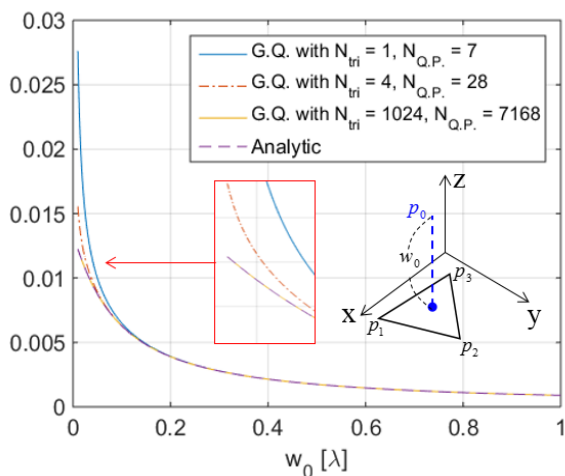 0.03
0.025
0.02
0.015
0.01
0.005
0
G.Q. with N_tri = 1, N_Q.P. = 7
G.Q. with N_tri = 4, N_Q.P. = 28
G.Q. with N_tri = 1024, N_Q.P. = 7168
Analytic
z
p_0
w_0
p_3
x
p_1
p_2
y
0 0.2 0.4 0.6 0.8 1
w_0 [λ]